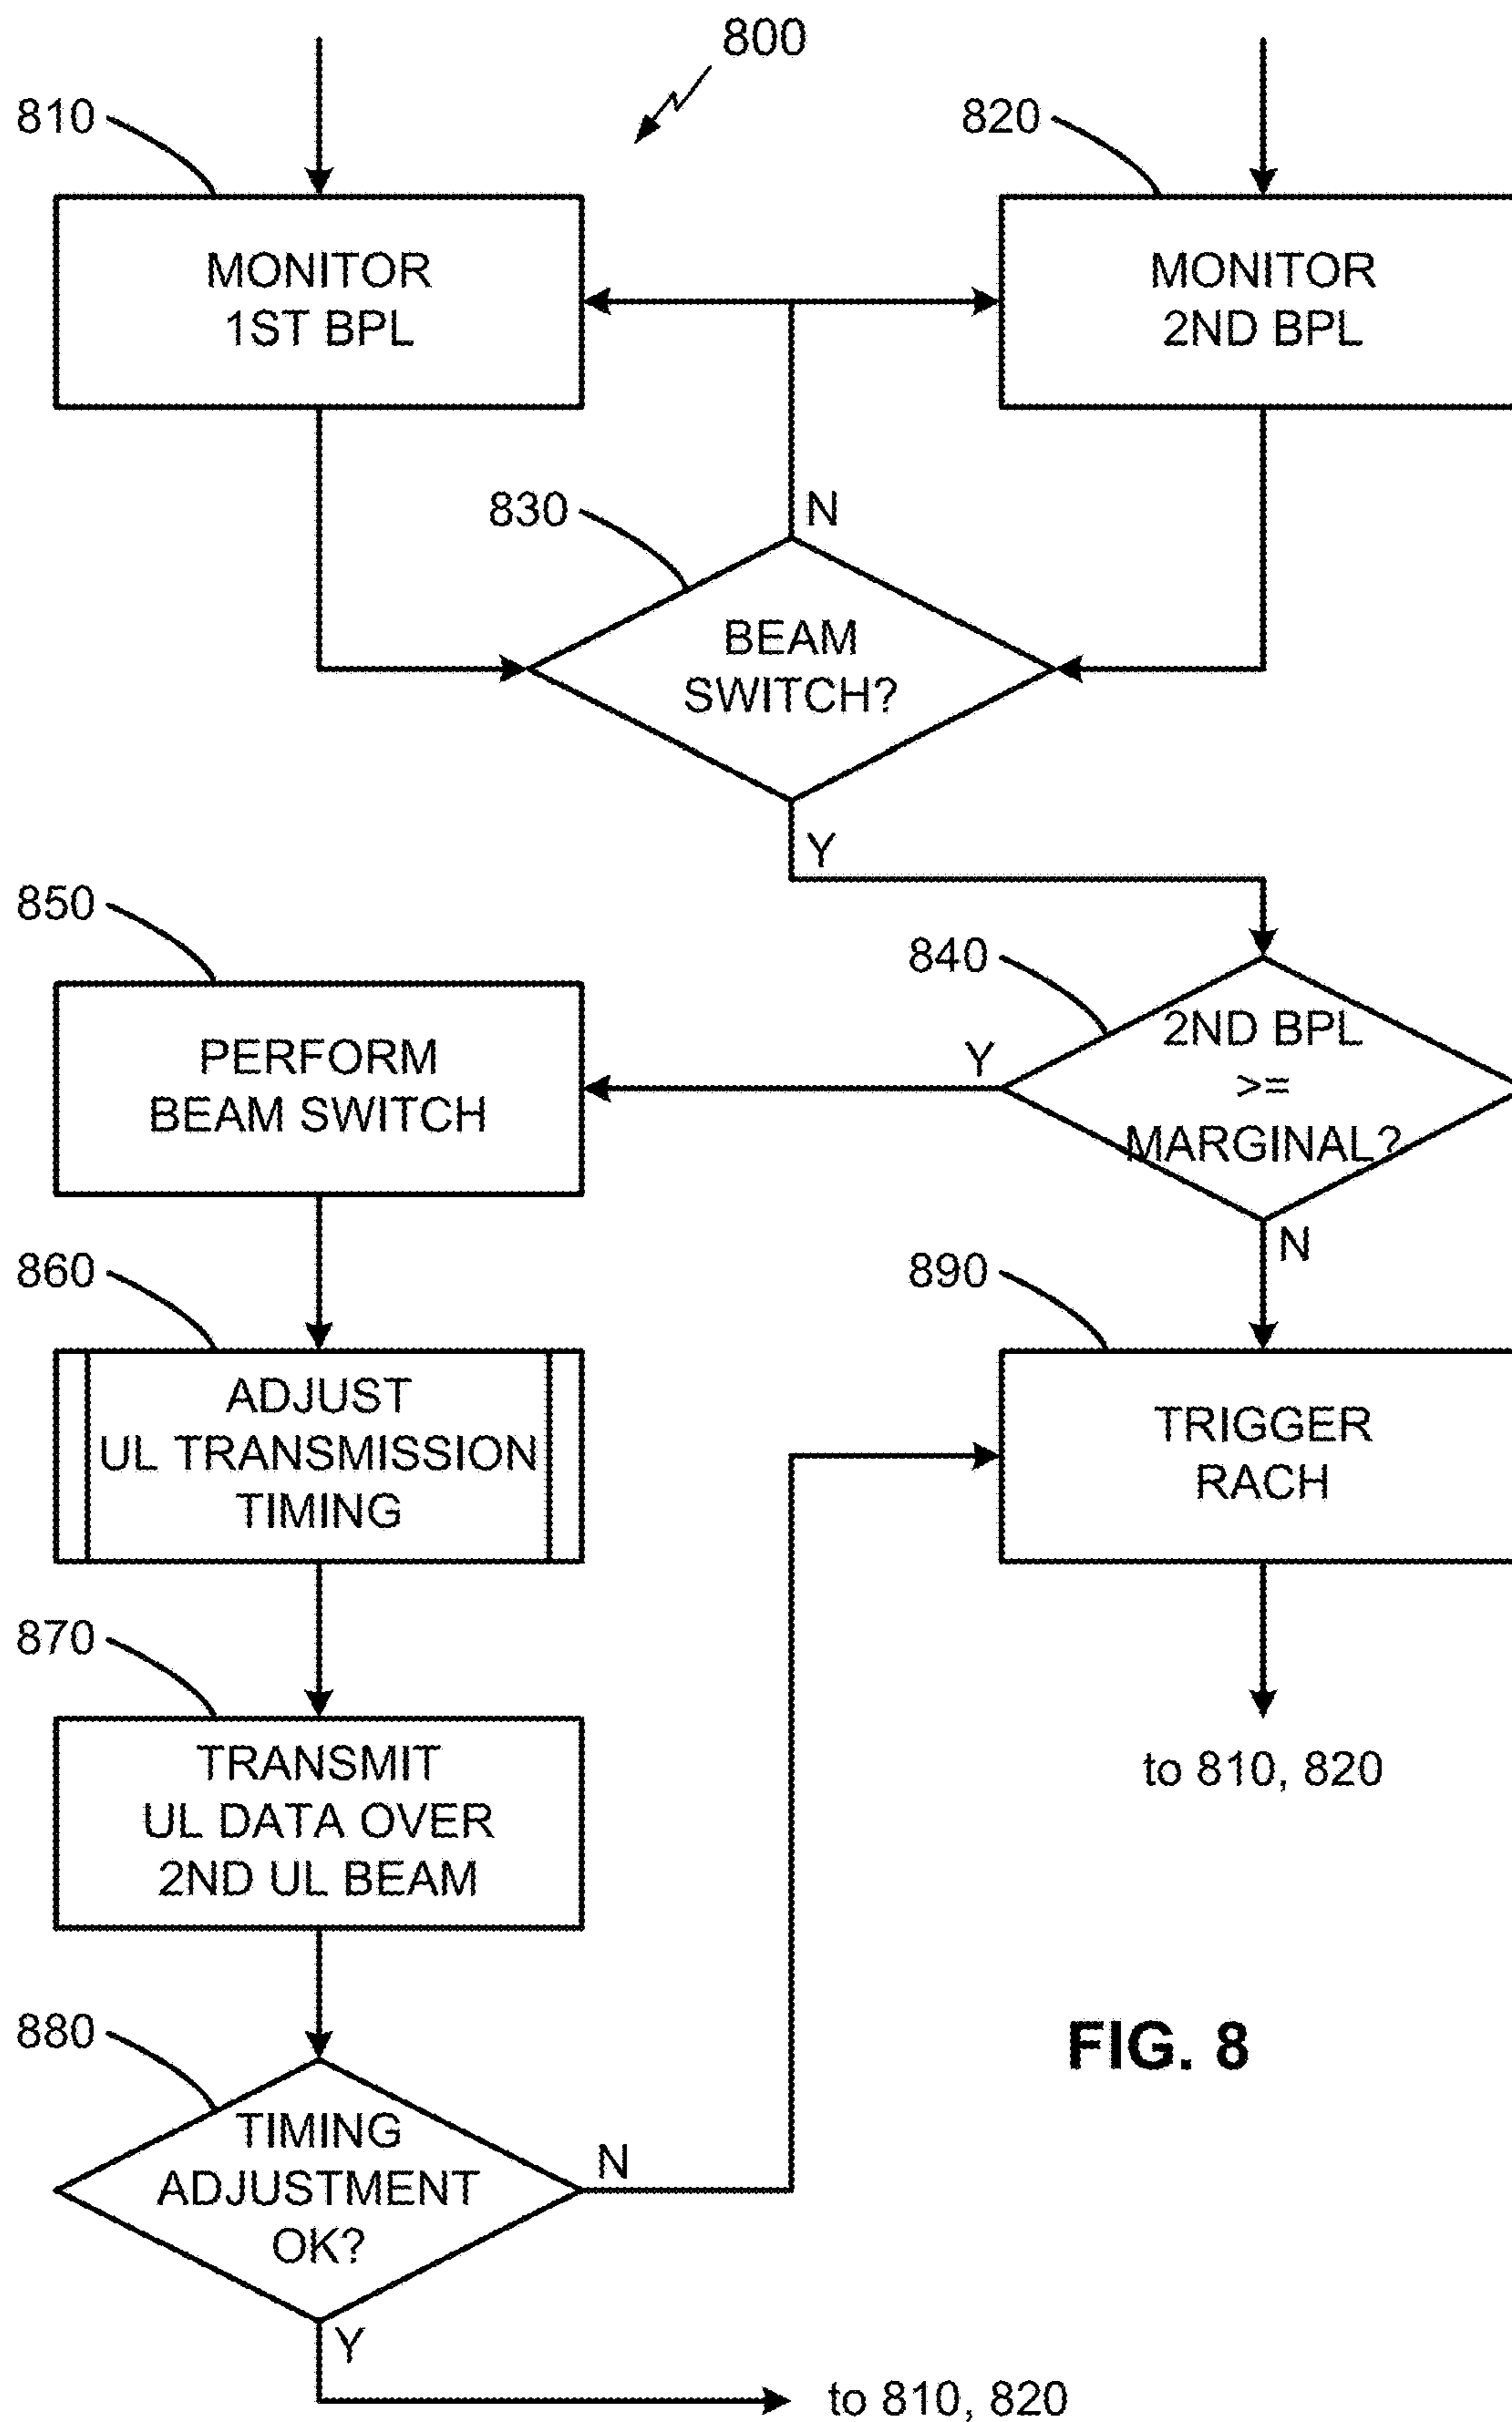 800
810
820
MONITOR
1ST BPL
MONITOR
2ND BPL
830
N
BEAM
SWITCH?
Y
850
840
PERFORM
BEAM SWITCH
Y
2ND BPL
>=
MARGINAL?
N
860
890
ADJUST
UL TRANSMISSION
TIMING
TRIGGER
RACH
870
TRANSMIT
UL DATA OVER
2ND UL BEAM
to 810, 820
880
TIMING
ADJUSTMENT
OK?
N
Y
to 810, 820
FIG. 8